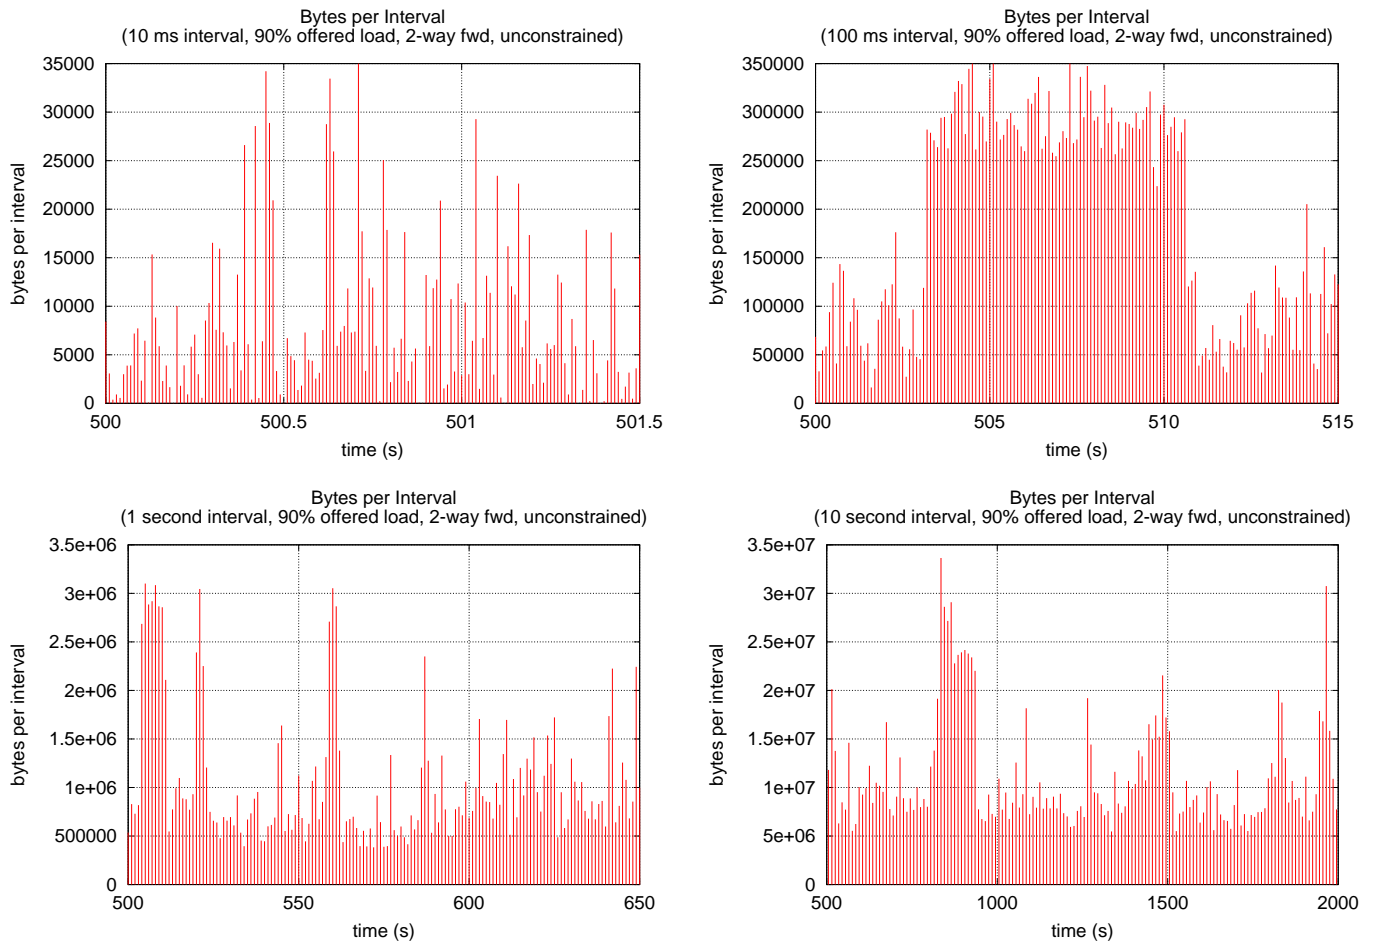 Bytes per Interval
(10 ms interval, 90% offered load, 2-way fwd, unconstrained)
35000
30000
25000
20000
15000
10000
5000
0
bytes per interval
500
500.5
501
501.5
time (s)
Bytes per Interval
(100 ms interval, 90% offered load, 2-way fwd, unconstrained)
350000
300000
250000
200000
150000
100000
50000
0
bytes per interval
500
505
510
515
time (s)
Bytes per Interval
(1 second interval, 90% offered load, 2-way fwd, unconstrained)
3.5e+06
3e+06
2.5e+06
2e+06
1.5e+06
1e+06
500000
0
bytes per interval
500
550
600
650
time (s)
Bytes per Interval
(10 second interval, 90% offered load, 2-way fwd, unconstrained)
3.5e+07
3e+07
2.5e+07
2e+07
1.5e+07
1e+07
5e+06
0
bytes per interval
500
1000
1500
2000
time (s)